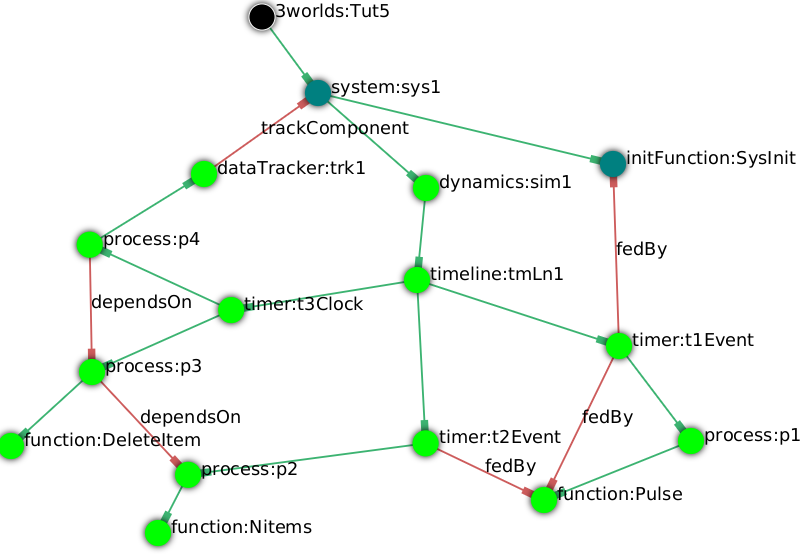 3worlds:Tut5
system:sys1
trackComponent
initFunction:SysInit
dataTracker:trk1
dynamics:sim1
process:p4
fedBy
timeline:tmLn1
dependsOn
timer:t3Clock
timer:t1Event
process:p3
dependsOn
fedBy
function:DeleteItem
timer:t2Event
process:p1
process:p2
fedBy
function:Pulse
function:Nitems